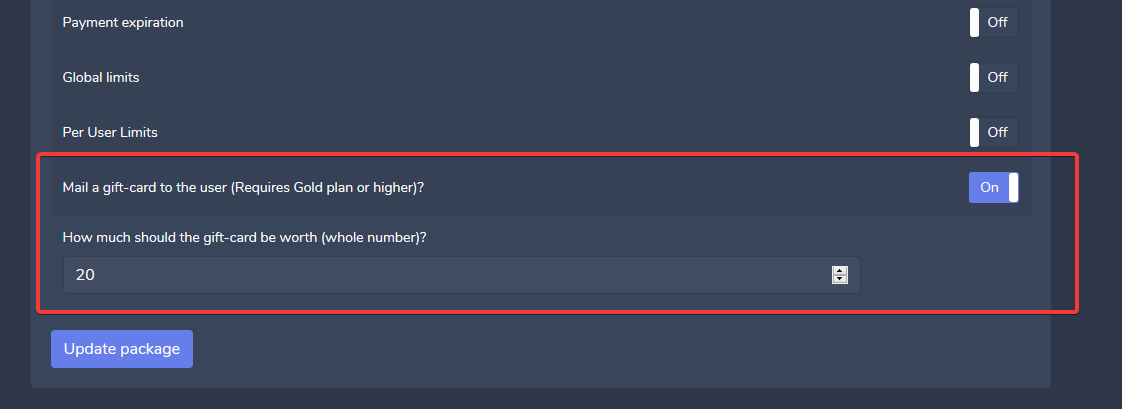 Payment expiration
Off
Global limits
Off
Per User Limits
Off
Mail a gift-card to the user (Requires Gold plan or higher)?
On
How much should the gift-card be worth (whole number)?
20
Update package